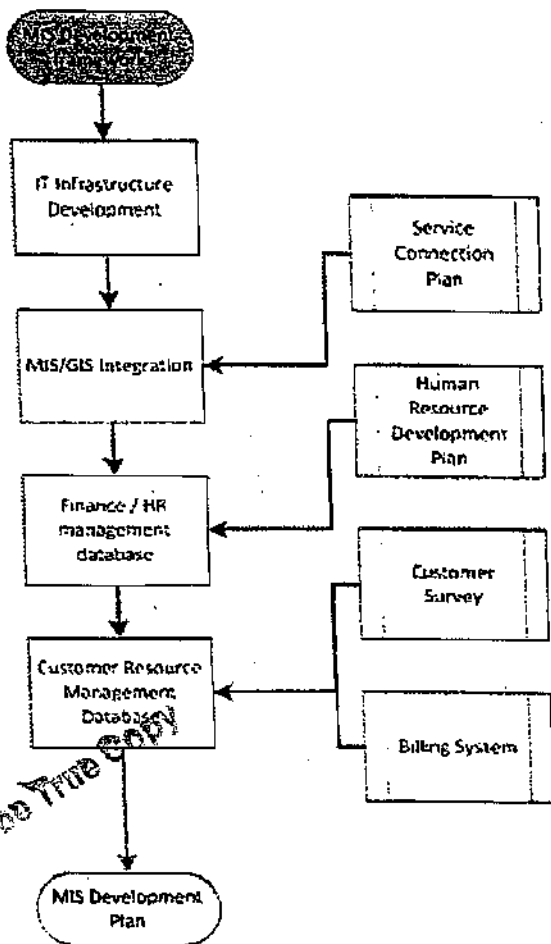 MIS Development
Framework
IT Infrastructure
Development
Service
Connection
Plan
MIS/GIS Integration
Human
Resource
Development
Plan
Finance / HR
management
database
Customer
Survey
Customer Resource
Management
Database
Billing System
True Copy
MIS Development
Plan